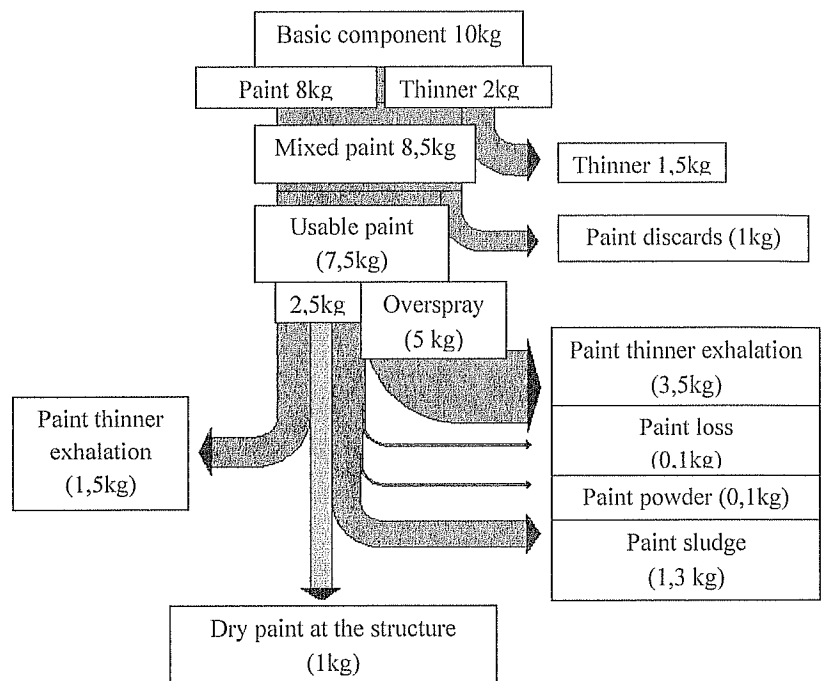 Basic component 10kg
Paint 8kg
Thinner 2kg
Mixed paint 8,5kg
Thinner 1,5kg
Usable paint
(7,5kg)
Paint discards (1kg)
2,5kg
Overspray
(5 kg)
Paint thinner exhalation
(3,5kg)
Paint thinner
exhalation
(1,5kg)
Paint loss
(0,1kg)
Paint powder (0,1kg)
Paint sludge
(1,3 kg)
Dry paint at the structure
(1kg)